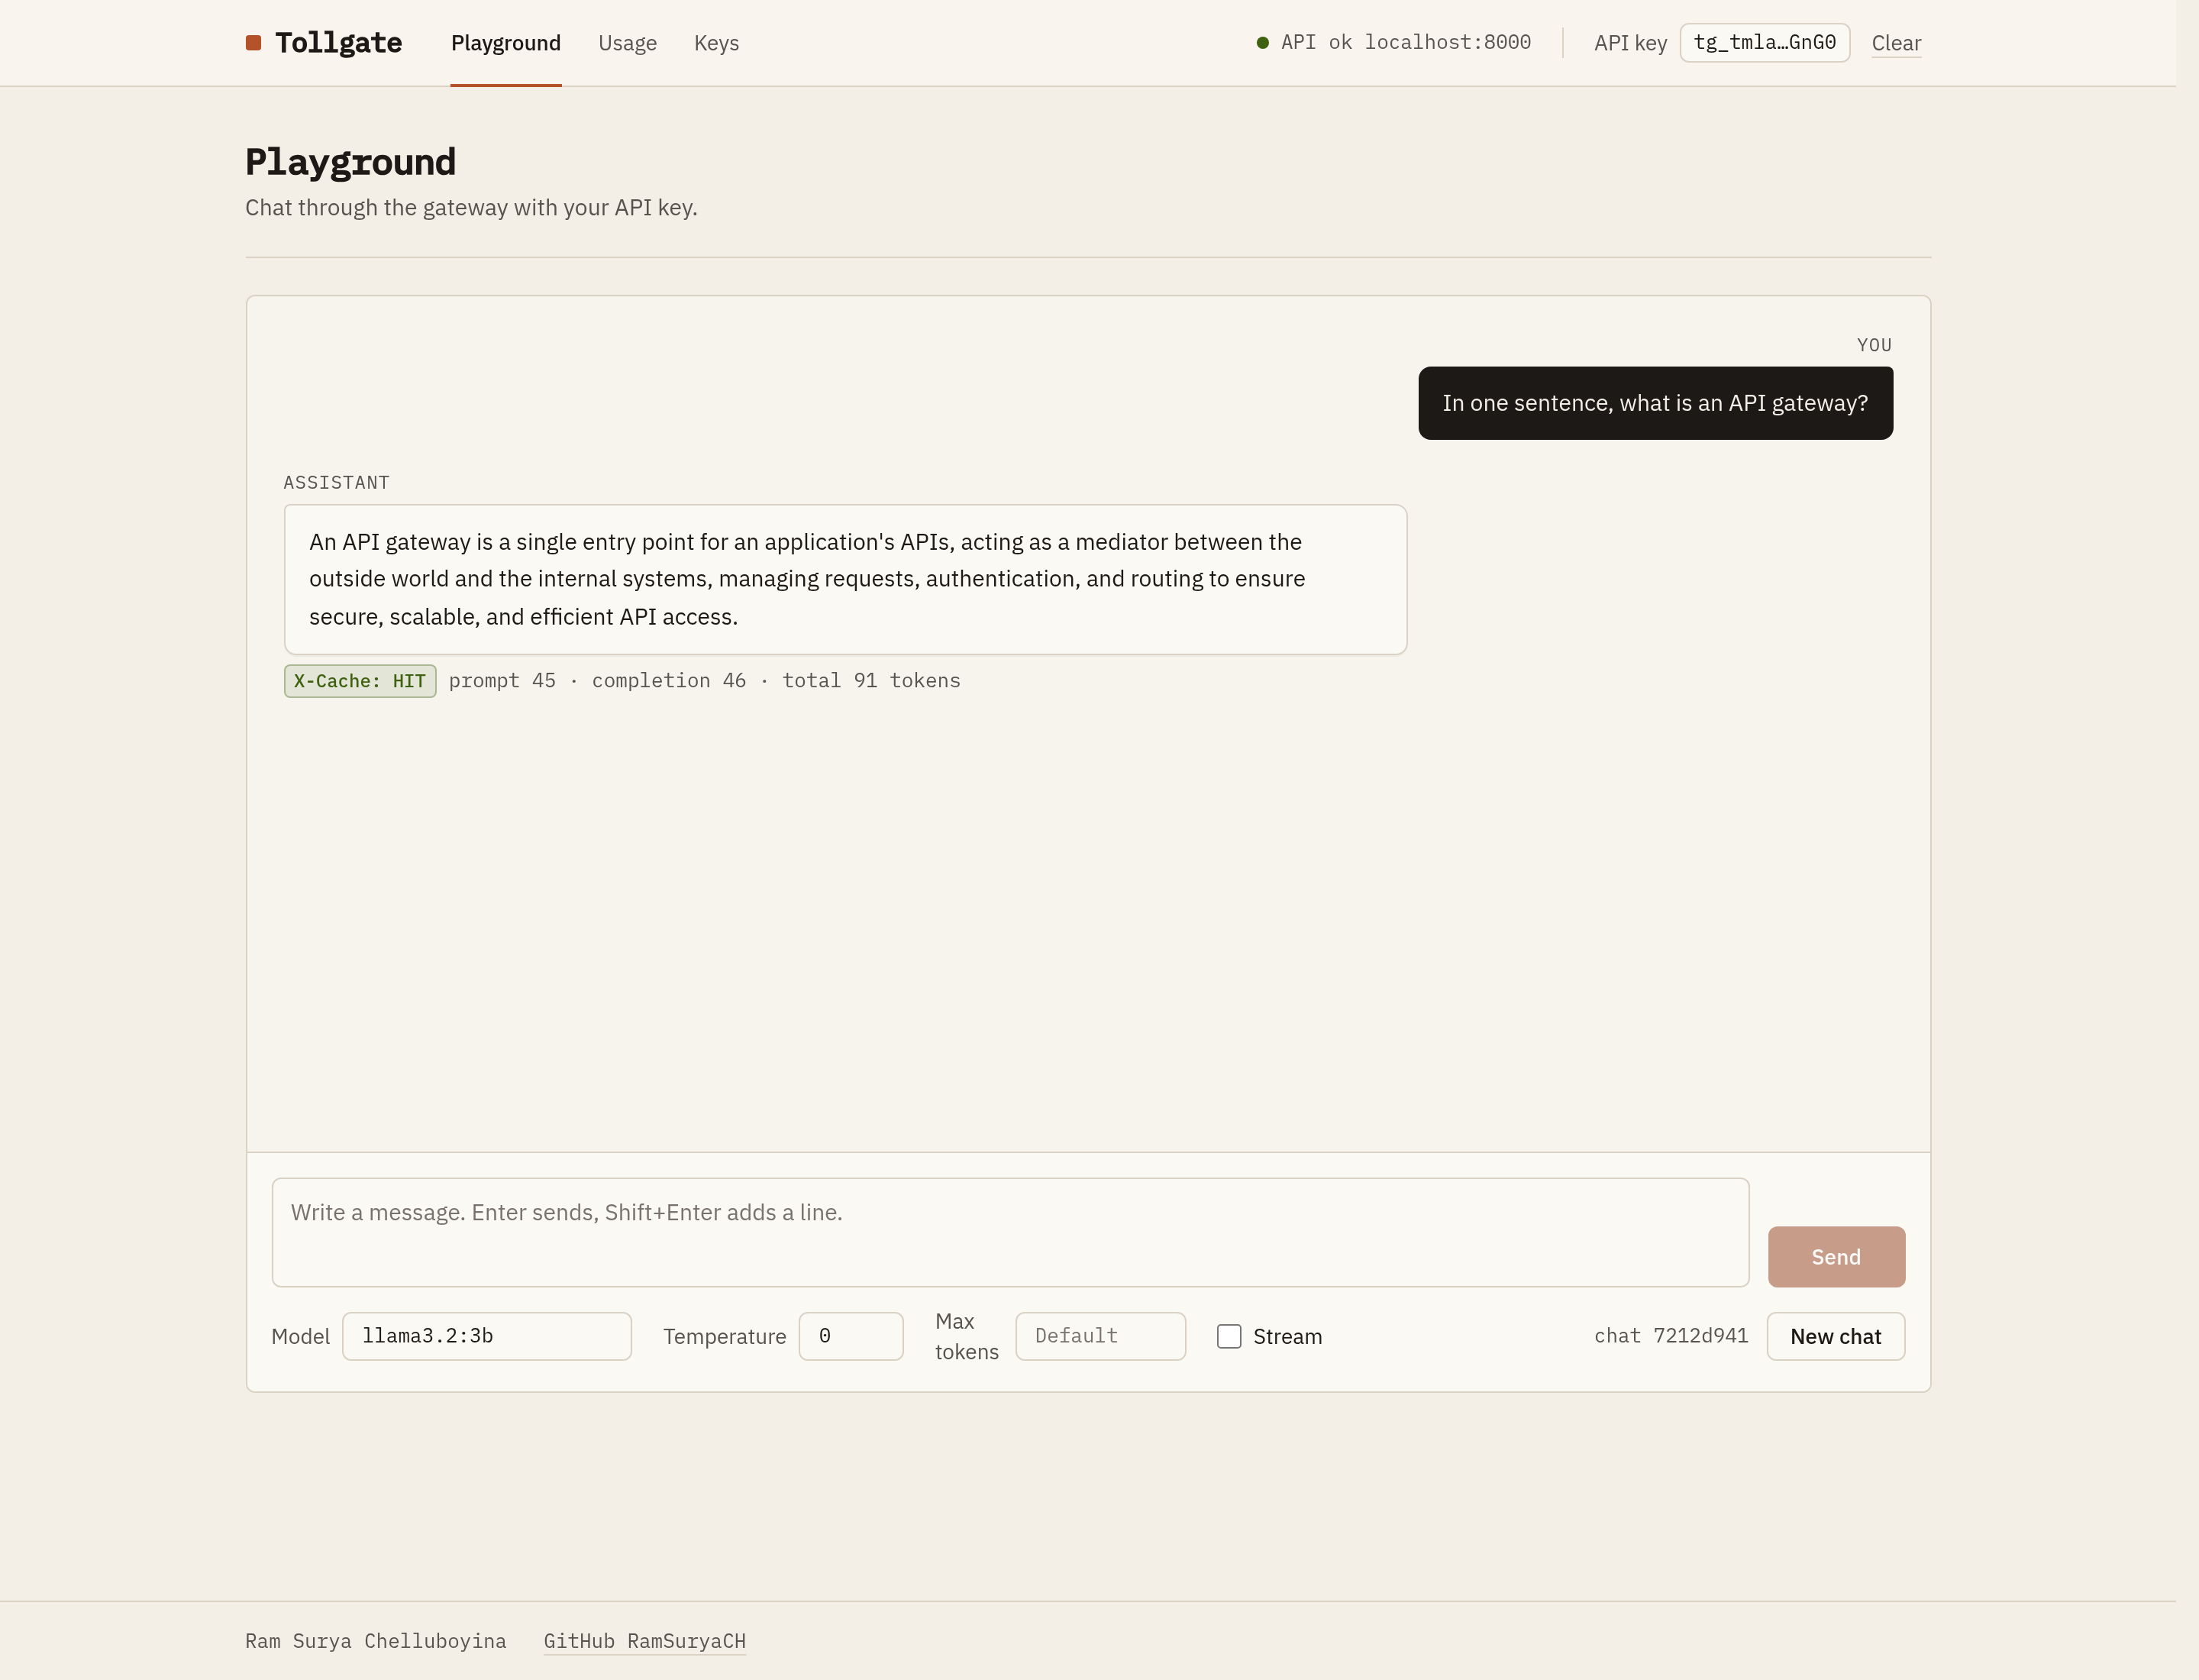 Tollgate Playground Usage Keys API ok localhost:8000 API key tg_tmla…GnG0 Clear
Playground
Chat through the gateway with your API key.
YOU
In one sentence, what is an API gateway?
ASSISTANT
An API gateway is a single entry point for an application's APIs, acting as a mediator between the
outside world and the internal systems, managing requests, authentication, and routing to ensure
secure, scalable, and efficient API access.
X-Cache: HIT prompt 45 · completion 46 · total 91 tokens
Write a message. Enter sends, Shift+Enter adds a line.
Send
Model llama3.2:3b Temperature 0 Max tokens Default Stream chat 7212d941 New chat
Ram Surya Chelluboyina GitHub RamSuryaCH